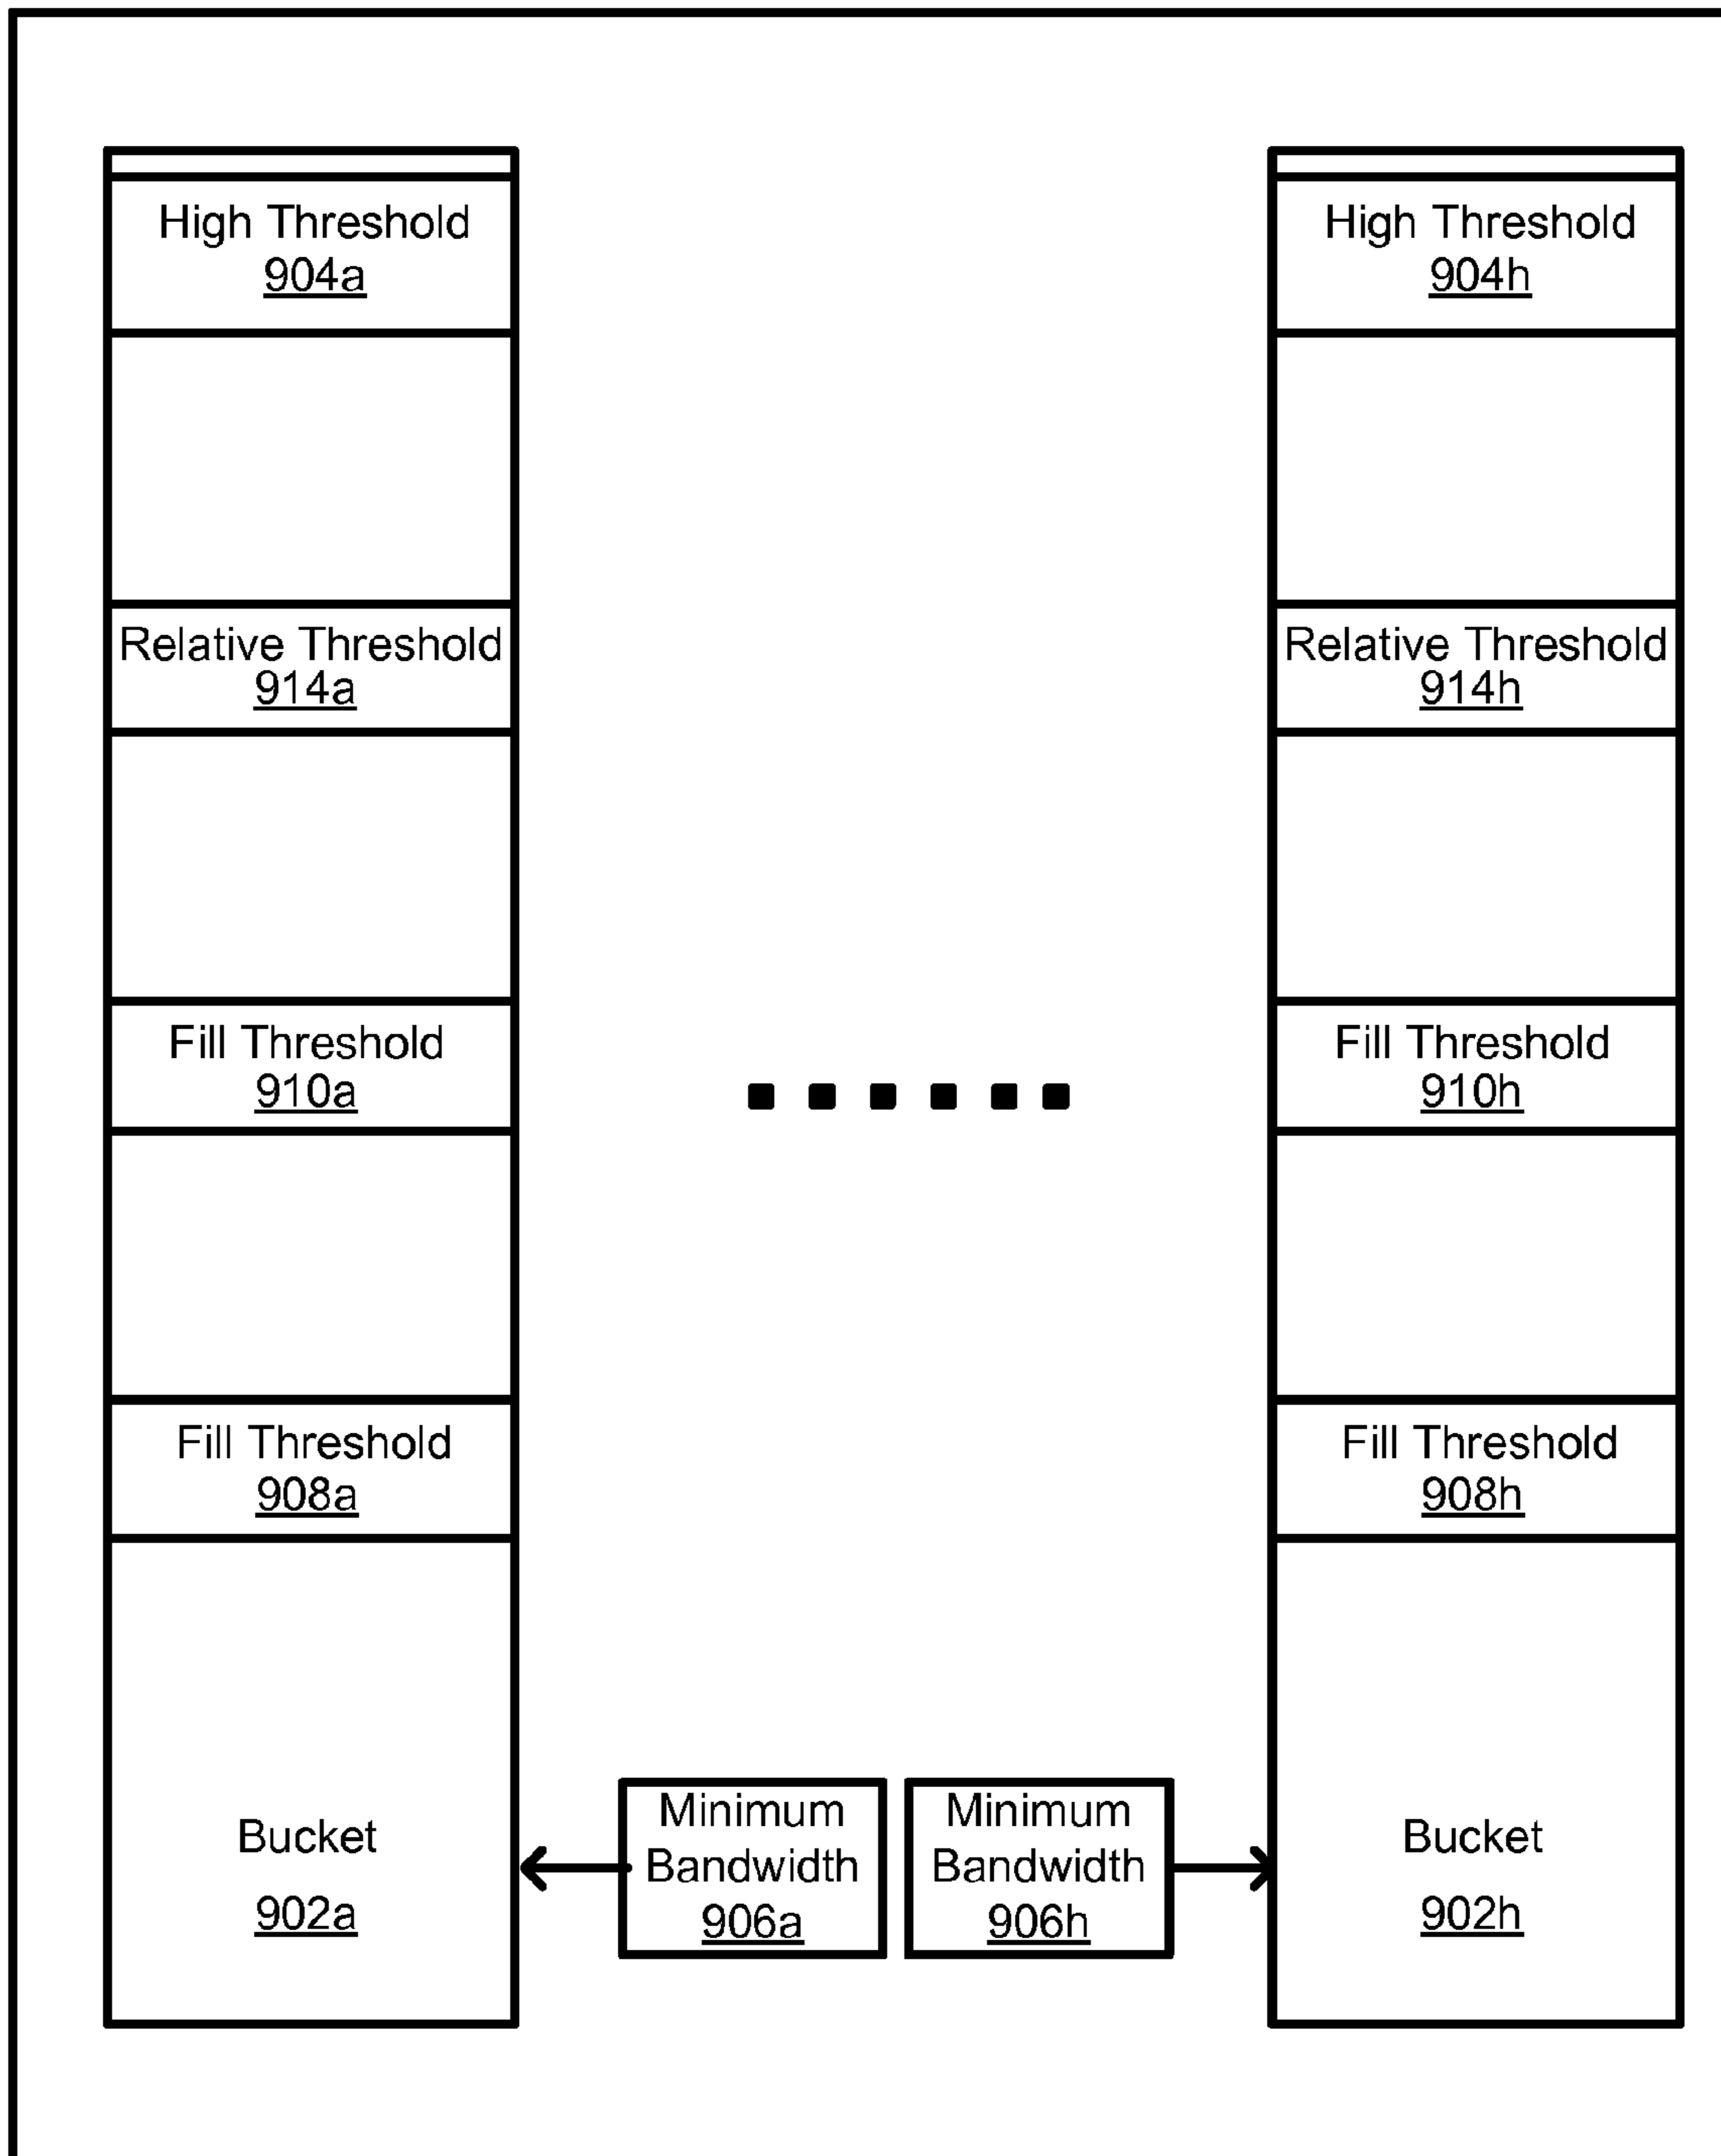 High Threshold
904a
Relative Threshold
914a
Fill Threshold
910a
Fill Threshold
908a
Bucket
902a
Minimum
Bandwidth
906a
Minimum
Bandwidth
906h
High Threshold
904h
Relative Threshold
914h
Fill Threshold
910h
Fill Threshold
908h
Bucket
902h